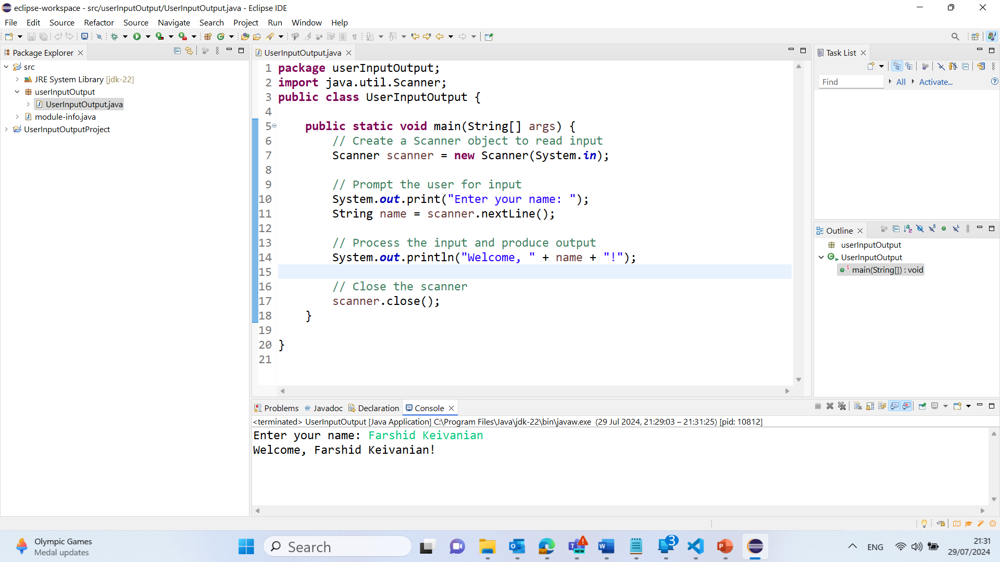 eclipse-workspace - src/userInputOutput/UserInputOutput.java - Eclipse IDE
File Edit Source Refactor Source Navigate Search Project Run Window Help
Package Explorer
src
JRE System Library [jdk-22]
userInputOutput
UserInputOutput.java
module-info.java
UserInputOutputProject
UserInputOutput.java
1 package userInputOutput;
2 import java.util.Scanner;
3 public class UserInputOutput {
4
5 public static void main(String[] args) {
6 // Create a Scanner object to read input
7 Scanner scanner = new Scanner(System.in);
8
9 // Prompt the user for input
10 System.out.print("Enter your name: ");
11 String name = scanner.nextLine();
12
13 // Process the input and produce output
14 System.out.println("Welcome, " + name + "!");
15
16 // Close the scanner
17 scanner.close();
18 }
19
20 }
21
Task List
Find All Activate...
Outline
userInputOutput
UserInputOutput
main(String[]) : void
Problems Javadoc Declaration Console
<terminated> UserInputOutput [Java Application] C:\Program Files\Java\jdk-22\bin\javaw.exe (29 Jul 2024, 21:29:03 – 21:31:25) [pid: 10812]
Enter your name: Farshid Keivanian
Welcome, Farshid Keivanian!
Olympic Games
Medal updates
Search
NEW
3
ENG
21:31
29/07/2024